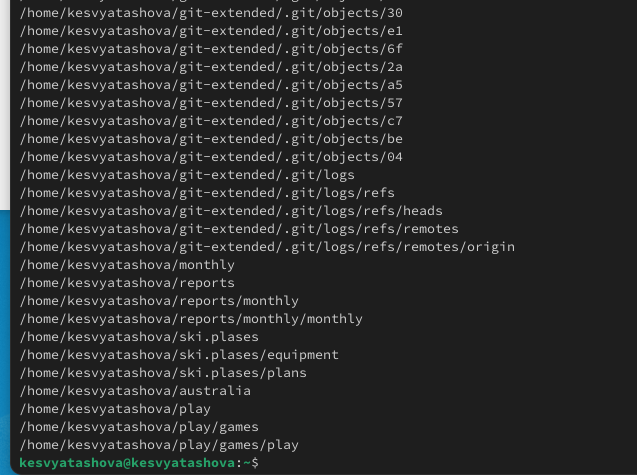 /home/kesvyatashova/git-extended/.git/objects/30
/home/kesvyatashova/git-extended/.git/objects/e1
/home/kesvyatashova/git-extended/.git/objects/6f
/home/kesvyatashova/git-extended/.git/objects/2a
/home/kesvyatashova/git-extended/.git/objects/a5
/home/kesvyatashova/git-extended/.git/objects/57
/home/kesvyatashova/git-extended/.git/objects/c7
/home/kesvyatashova/git-extended/.git/objects/be
/home/kesvyatashova/git-extended/.git/objects/04
/home/kesvyatashova/git-extended/.git/logs
/home/kesvyatashova/git-extended/.git/logs/refs
/home/kesvyatashova/git-extended/.git/logs/refs/heads
/home/kesvyatashova/git-extended/.git/logs/refs/remotes
/home/kesvyatashova/git-extended/.git/logs/refs/remotes/origin
/home/kesvyatashova/monthly
/home/kesvyatashova/reports
/home/kesvyatashova/reports/monthly
/home/kesvyatashova/reports/monthly/monthly
/home/kesvyatashova/ski.plases
/home/kesvyatashova/ski.plases/equipment
/home/kesvyatashova/ski.plases/plans
/home/kesvyatashova/australia
/home/kesvyatashova/play
/home/kesvyatashova/play/games
/home/kesvyatashova/play/games/play
kesvyatashova@kesvyatashova:~$